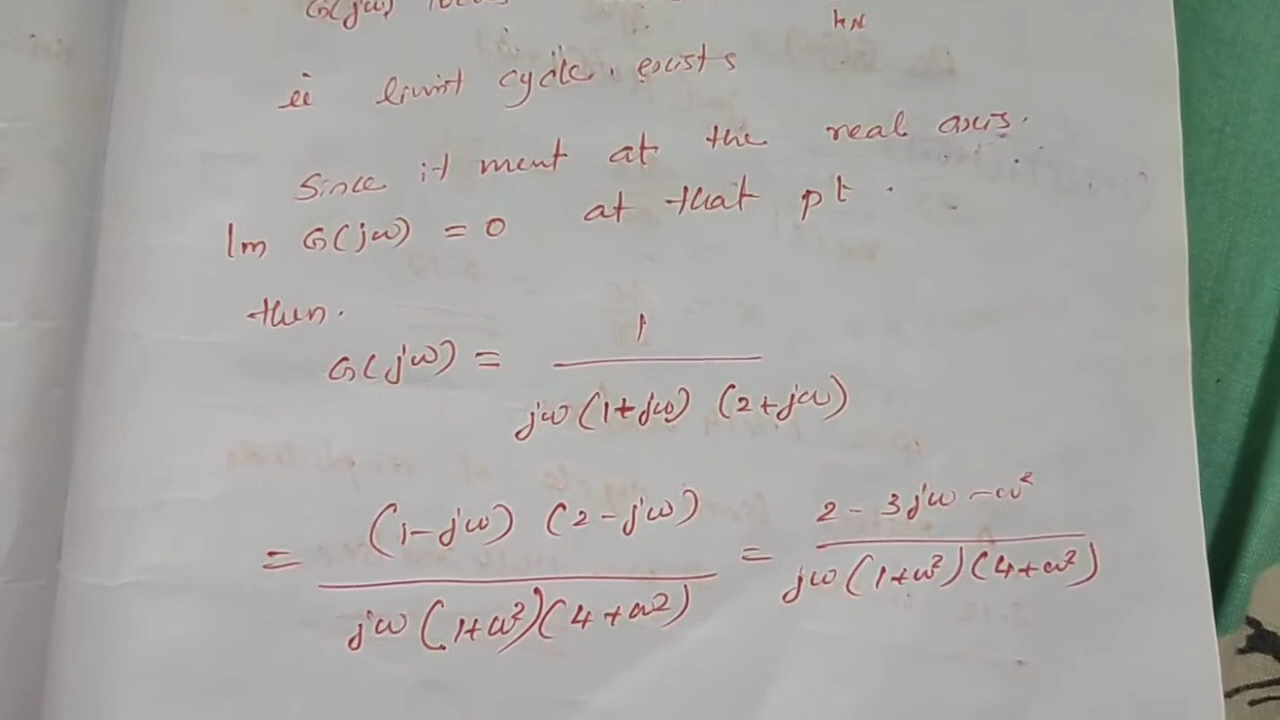 G(jω)
kN
ie limit cycle. exists
Since it ment at the real axis.
Im G(jω) = 0 at that pt.
then.
G(jω) = 1 / jω(1+jω) (2+jω)
= (1-jω) (2-jω) / jω(1+ω²)(4+ω2) = 2 - 3jω -ω² / jω(1+ω²)(4+ω²)